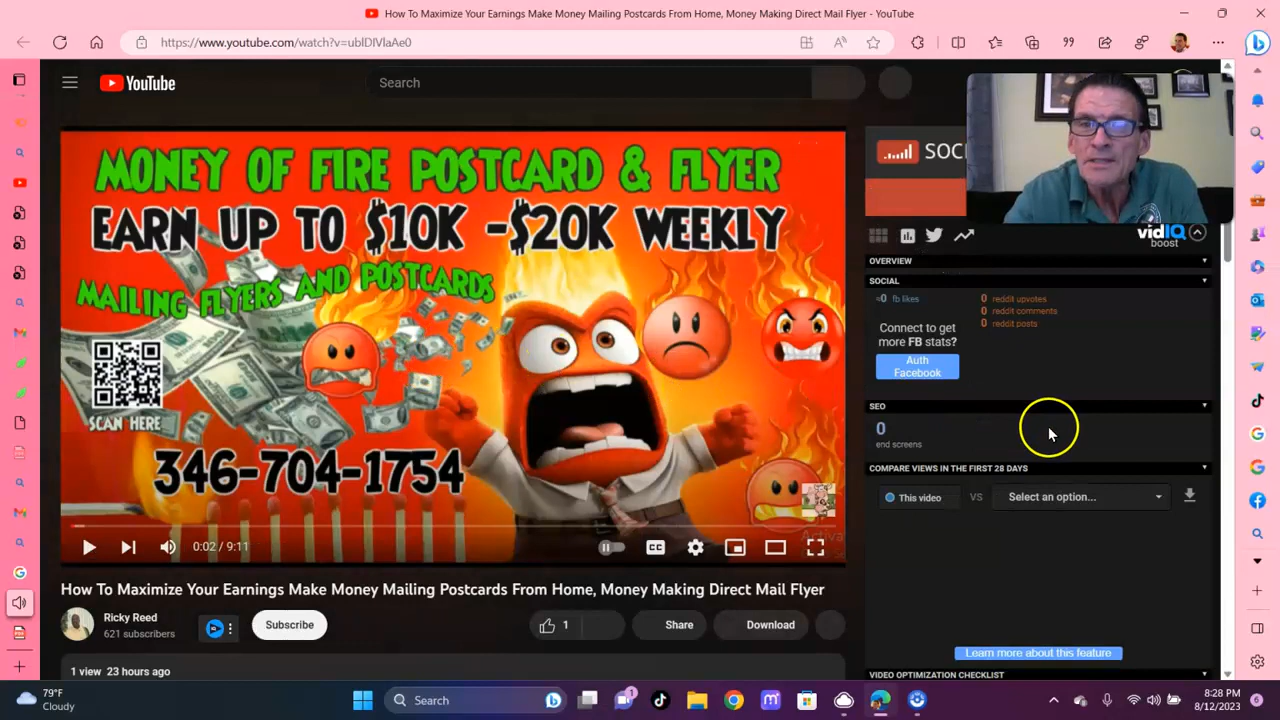 How To Maximize Your Earnings Make Money Mailing Postcards From Home, Money Making Direct Mail Flyer - YouTube
https://www.youtube.com/watch?v=ublDIVlaAe0
YouTube
Search
SOCI
MONEY OF FIRE POSTCARD & FLYER
EARN UP TO $10K -$20K WEEKLY
MAILING FLYERS AND POSTCARDS
SCAN HERE
346-704-1754
0:02 / 9:11
CC
vidIQ
boost
OVERVIEW
SOCIAL
≈0 fb likes
0 reddit upvotes
0 reddit comments
0 reddit posts
Connect to get
more FB stats?
Auth
Facebook
SEO
0
end screens
COMPARE VIEWS IN THE FIRST 28 DAYS
This video VS Select an option...
Learn more about this feature
VIDEO OPTIMIZATION CHECKLIST
How To Maximize Your Earnings Make Money Mailing Postcards From Home, Money Making Direct Mail Flyer
Ricky Reed
621 subscribers
Subscribe
1
Share
Download
1 view 23 hours ago
79°F
Cloudy
Search
8:28 PM
8/12/2023